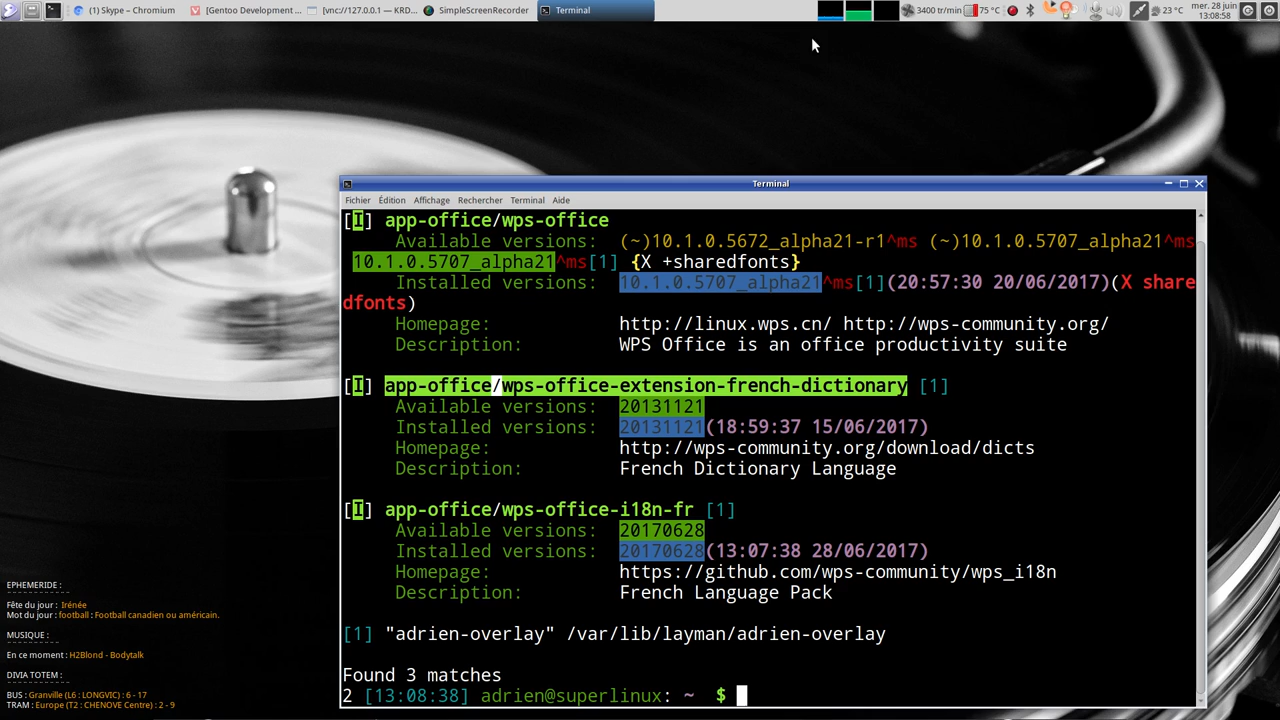 (1) Skype – Chromium
[Gentoo Development ...
[vnc://127.0.0.1 — KRD...
SimpleScreenRecorder
Terminal
3400 tr/min
75 °C
23 °C
mer. 28 juin
13:08:58
Terminal
Fichier Édition Affichage Rechercher Terminal Aide
[I] app-office/wps-office
Available versions: (~)10.1.0.5672_alpha21-r1^ms (~)10.1.0.5707_alpha21^ms
10.1.0.5707_alpha21^ms[1] {X +sharedfonts}
Installed versions: 10.1.0.5707_alpha21^ms[1](20:57:30 20/06/2017)(X share
dfonts)
Homepage: http://linux.wps.cn/ http://wps-community.org/
Description: WPS Office is an office productivity suite
[I] app-office/wps-office-extension-french-dictionary [1]
Available versions: 20131121
Installed versions: 20131121(18:59:37 15/06/2017)
Homepage: http://wps-community.org/download/dicts
Description: French Dictionary Language
[I] app-office/wps-office-i18n-fr [1]
Available versions: 20170628
Installed versions: 20170628(13:07:38 28/06/2017)
Homepage: https://github.com/wps-community/wps_i18n
Description: French Language Pack
[1] "adrien-overlay" /var/lib/layman/adrien-overlay
Found 3 matches
2 [13:08:38] adrien@superlinux: ~ $
EPHEMERIDE :
Fête du jour : Irénée
Mot du jour : football : Football canadien ou américain.
MUSIQUE :
En ce moment : H2Blond - Bodytalk
DIVIA TOTEM :
BUS : Granville (L6 : LONGVIC) : 6 - 17
TRAM : Europe (T2 : CHENOVE Centre) : 2 - 9